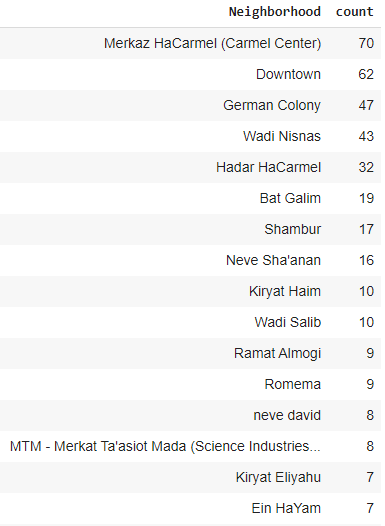 Neighborhood count
Merkaz HaCarmel (Carmel Center) 70
Downtown 62
German Colony 47
Wadi Nisnas 43
Hadar HaCarmel 32
Bat Galim 19
Shambur 17
Neve Sha'anan 16
Kiryat Haim 10
Wadi Salib 10
Ramat Almogi 9
Romema 9
neve david 8
MTM - Merkat Ta'asiot Mada (Science Industries... 8
Kiryat Eliyahu 7
Ein HaYam 7